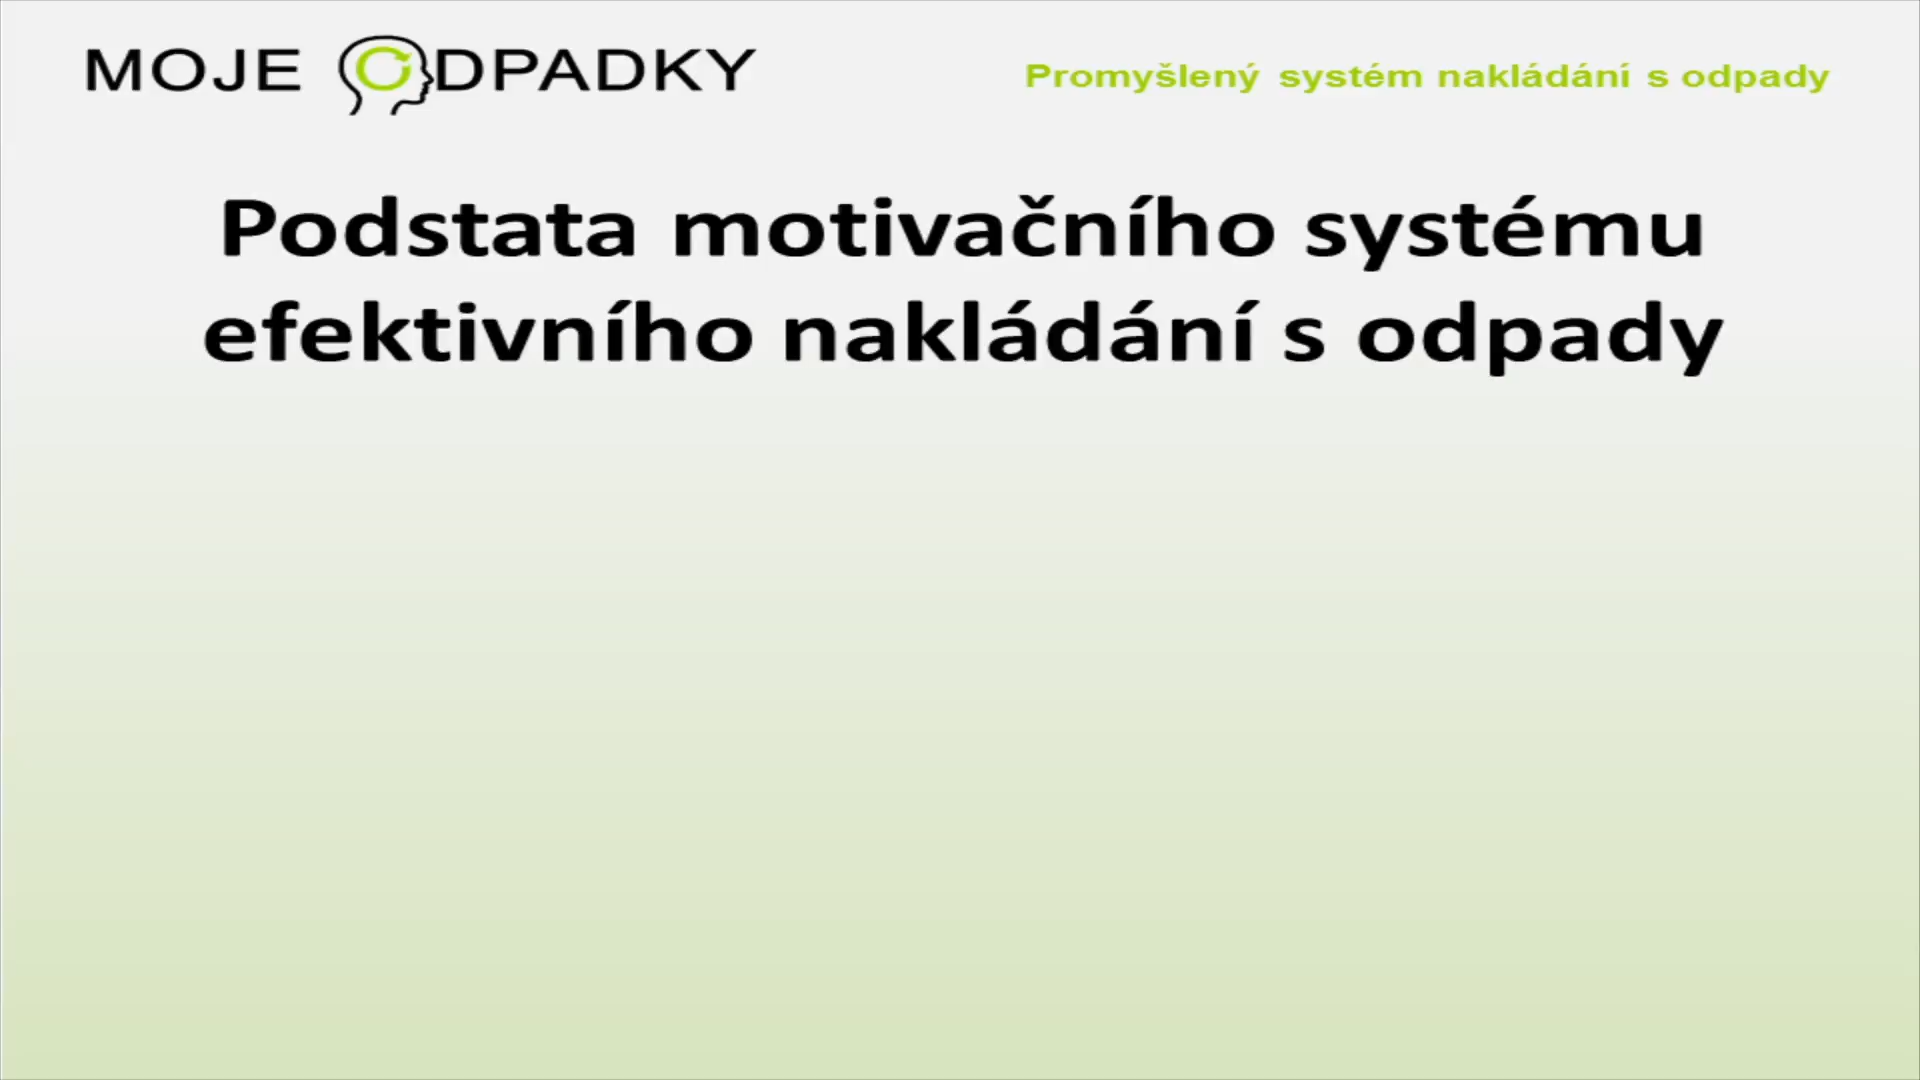 MOJE ODPADKY
Promyšlený systém nakládání s odpady
Podstata motivačního systému
efektivního nakládání s odpady